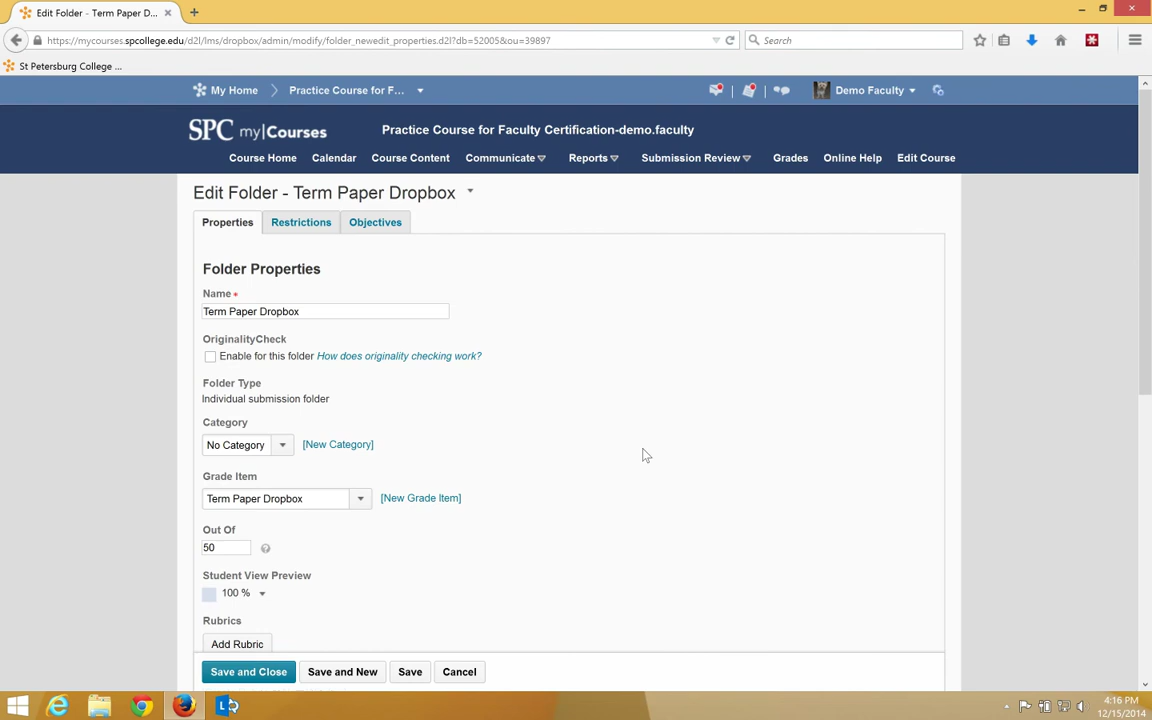 Edit Folder - Term Paper D...
https://mycourses.spcollege.edu/d2l/lms/dropbox/admin/modify/folder_newedit_properties.d2l?db=52005&ou=39897
Search
St Petersburg College ...
My Home
Practice Course for F...
Demo Faculty
SPC my|Courses
Practice Course for Faculty Certification-demo.faculty
Course Home
Calendar
Course Content
Communicate
Reports
Submission Review
Grades
Online Help
Edit Course
Edit Folder - Term Paper Dropbox
Properties
Restrictions
Objectives
Folder Properties
Name *
Term Paper Dropbox
OriginalityCheck
Enable for this folder How does originality checking work?
Folder Type
Individual submission folder
Category
No Category
[New Category]
Grade Item
Term Paper Dropbox
[New Grade Item]
Out Of
50
Student View Preview
100 %
Rubrics
Add Rubric
Save and Close
Save and New
Save
Cancel
4:16 PM
12/15/2014